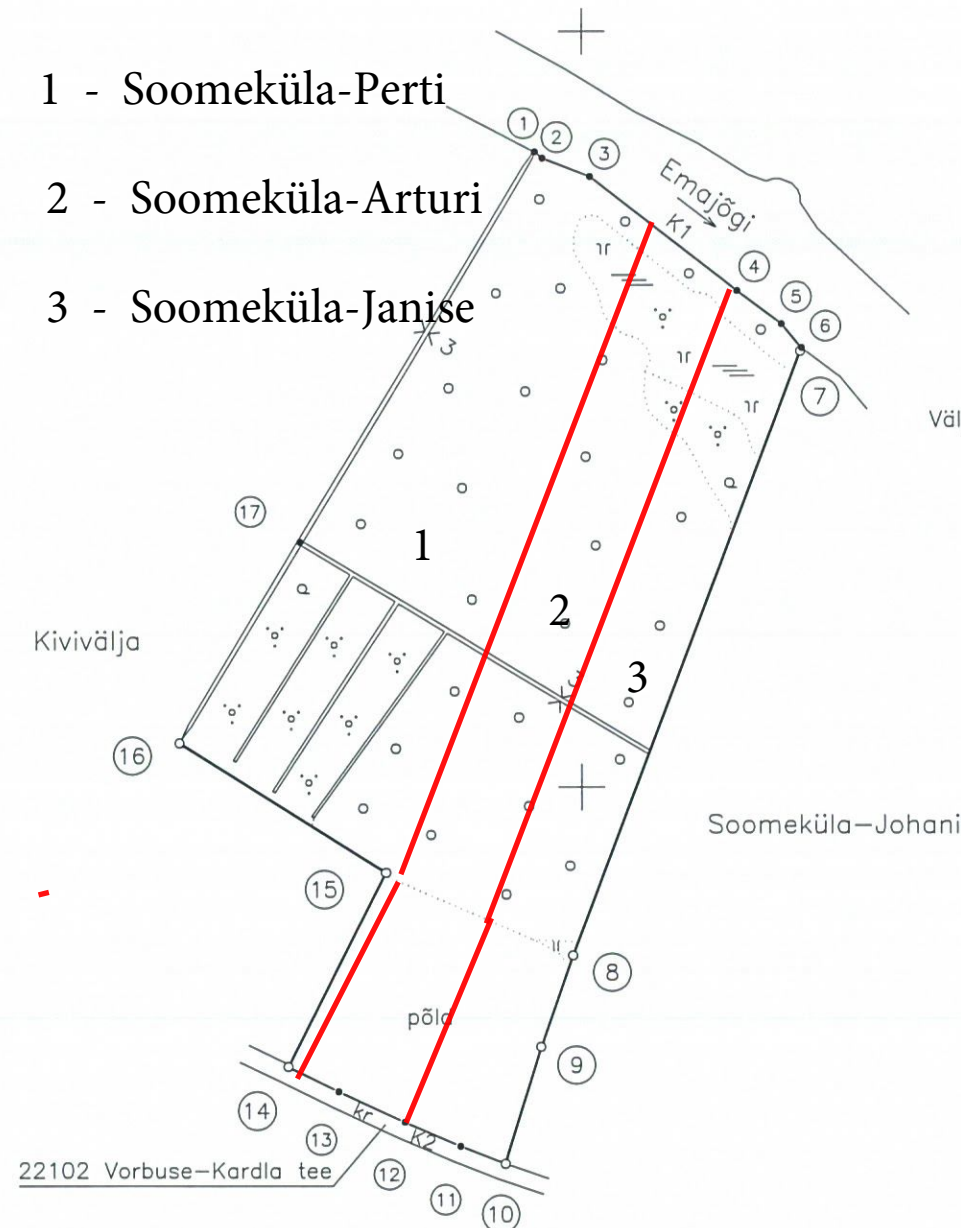 1 - Soomeküla-Perti
2 - Soomeküla-Arturi
3 - Soomeküla-Janise
1
2
3
Emajõgi
K1
4
5
6
7
Väl
K3
17
1
2
3
Kivivälja
K3
16
Soomeküla-Johani
15
8
põld
9
14
kr
13
K2
12
22102 Vorbuse-Kardla tee
11
10